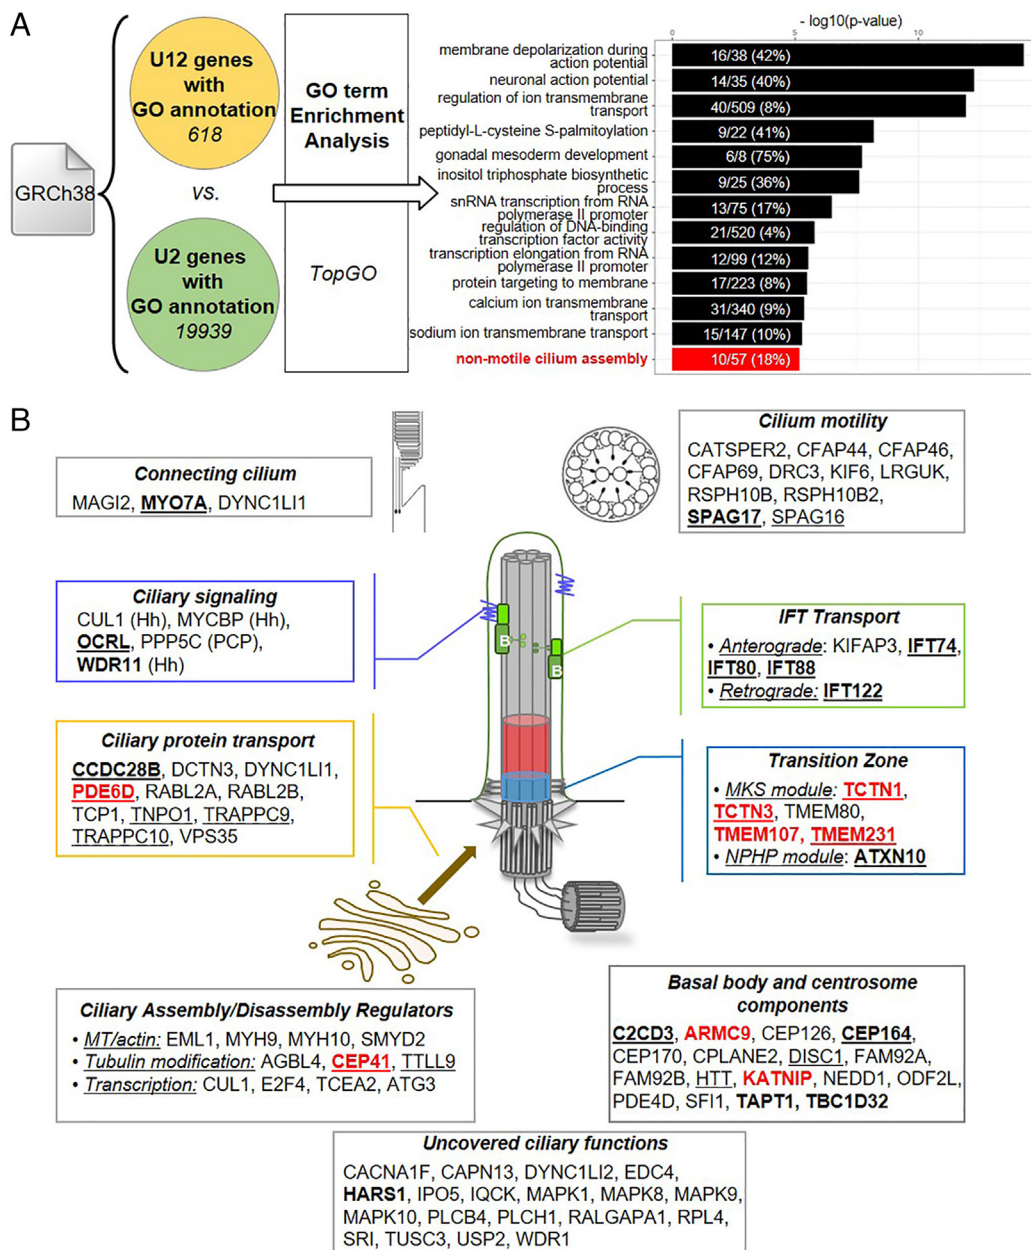 A
GRCh38
U12 genes
with
GO annotation
618
vs.
U2 genes
with
GO annotation
19939
GO term
Enrichment
Analysis
TopGO
- log10(p-value)
0
5
10
membrane depolarization during
action potential
16/38 (42%)
neuronal action potential
14/35 (40%)
regulation of ion transmembrane
transport
40/509 (8%)
peptidyl-L-cysteine S-palmitoylation
9/22 (41%)
gonadal mesoderm development
6/8 (75%)
inositol triphosphate biosynthetic
process
9/25 (36%)
snRNA transcription from RNA
polymerase II promoter
13/75 (17%)
regulation of DNA-binding
transcription factor activity
21/520 (4%)
transcription elongation from RNA
polymerase II promoter
12/99 (12%)
protein targeting to membrane
17/223 (8%)
calcium ion transmembrane
transport
31/340 (9%)
sodium ion transmembrane transport
15/147 (10%)
non-motile cilium assembly
10/57 (18%)
B
Connecting cilium
MAGI2, MYO7A, DYNC1LI1
Cilium motility
CATSPER2, CFAP44, CFAP46,
CFAP69, DRC3, KIF6, LRGUK,
RSPH10B, RSPH10B2,
SPAG17, SPAG16
Ciliary signaling
CUL1 (Hh), MYCBP (Hh),
OCRL, PPP5C (PCP),
WDR11 (Hh)
B
B
IFT Transport
• Anterograde: KIFAP3, IFT74,
IFT80, IFT88
• Retrograde: IFT122
Ciliary protein transport
CCDC28B, DCTN3, DYNC1LI1,
PDE6D, RABL2A, RABL2B,
TCP1, TNPO1, TRAPPC9,
TRAPPC10, VPS35
Transition Zone
• MKS module: TCTN1,
TCTN3, TMEM80,
TMEM107, TMEM231
• NPHP module: ATXN10
Ciliary Assembly/Disassembly Regulators
• MT/actin: EML1, MYH9, MYH10, SMYD2
• Tubulin modification: AGBL4, CEP41, TTLL9
• Transcription: CUL1, E2F4, TCEA2, ATG3
Basal body and centrosome
components
C2CD3, ARMC9, CEP126, CEP164,
CEP170, CPLANE2, DISC1, FAM92A,
FAM92B, HTT, KATNIP, NEDD1, ODF2L,
PDE4D, SFI1, TAPT1, TBC1D32
Uncovered ciliary functions
CACNA1F, CAPN13, DYNC1LI2, EDC4,
HARS1, IPO5, IQCK, MAPK1, MAPK8, MAPK9,
MAPK10, PLCB4, PLCH1, RALGAPA1, RPL4,
SRI, TUSC3, USP2, WDR1